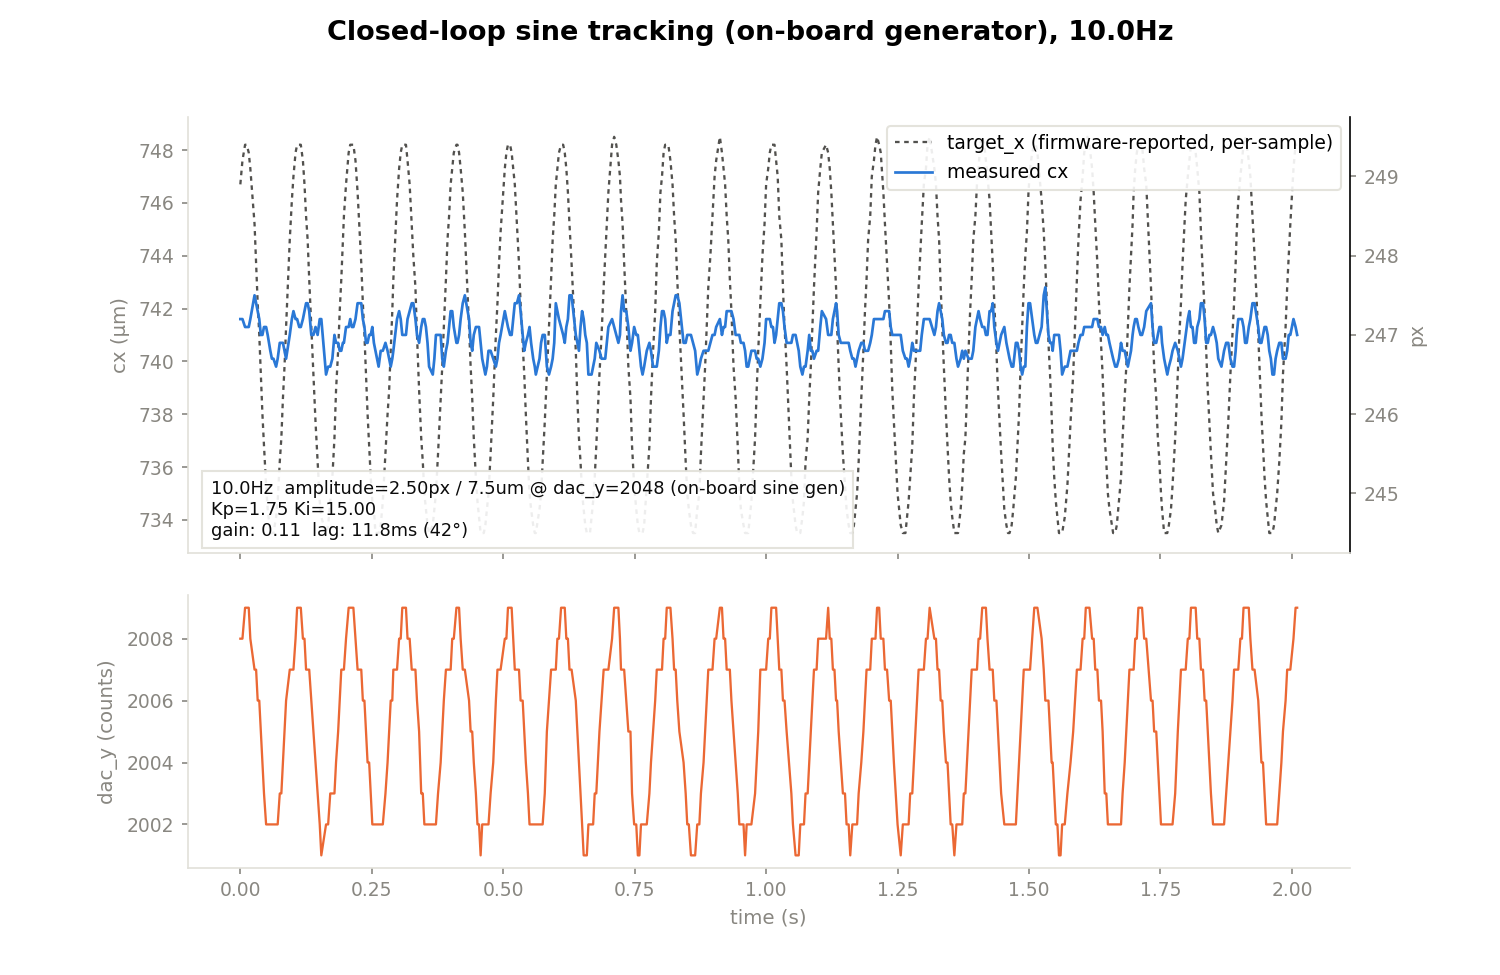 Closed-loop sine tracking (on-board generator), 10.0Hz
target_x (firmware-reported, per-sample)
measured cx
748
746
744
742
740
738
736
734
cx (µm)
249
248
247
246
245
px
10.0Hz  amplitude=2.50px / 7.5um @ dac_y=2048 (on-board sine gen)
Kp=1.75 Ki=15.00
gain: 0.11  lag: 11.8ms (42°)
2008
2006
2004
2002
dac_y (counts)
0.00 0.25 0.50 0.75 1.00 1.25 1.50 1.75 2.00
time (s)